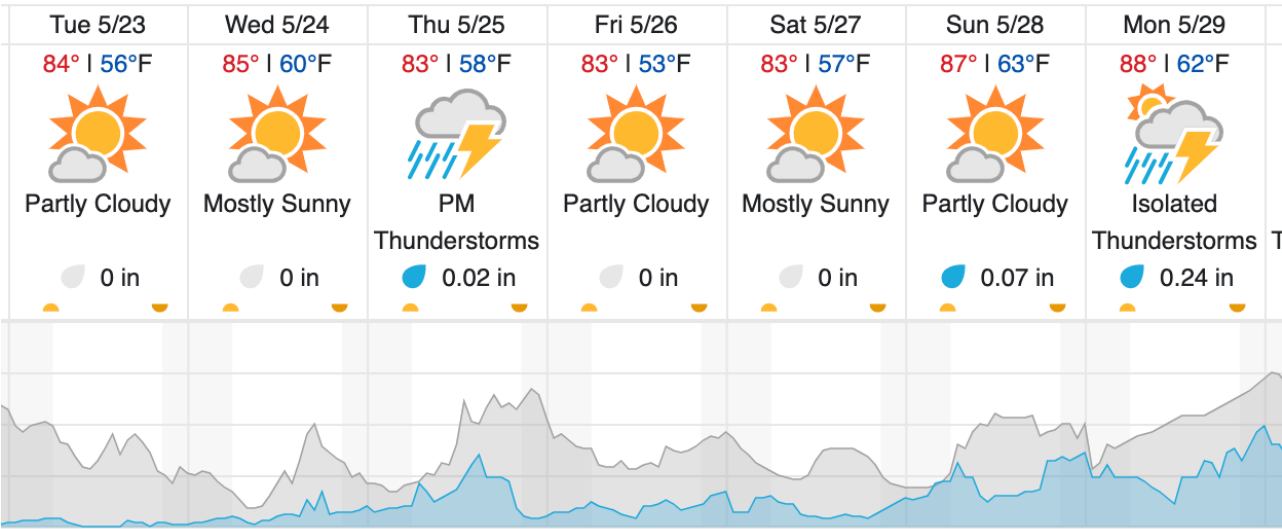 Tue 5/23
Wed 5/24
Thu 5/25
Fri 5/26
Sat 5/27
Sun 5/28
Mon 5/29
84° | 56°F
85° | 60°F
83° | 58°F
83° | 53°F
83° | 57°F
87° | 63°F
88° | 62°F
Partly Cloudy
Mostly Sunny
PM
Thunderstorms
Partly Cloudy
Mostly Sunny
Partly Cloudy
Isolated
Thunderstorms
0 in
0 in
0.02 in
0 in
0 in
0.07 in
0.24 in